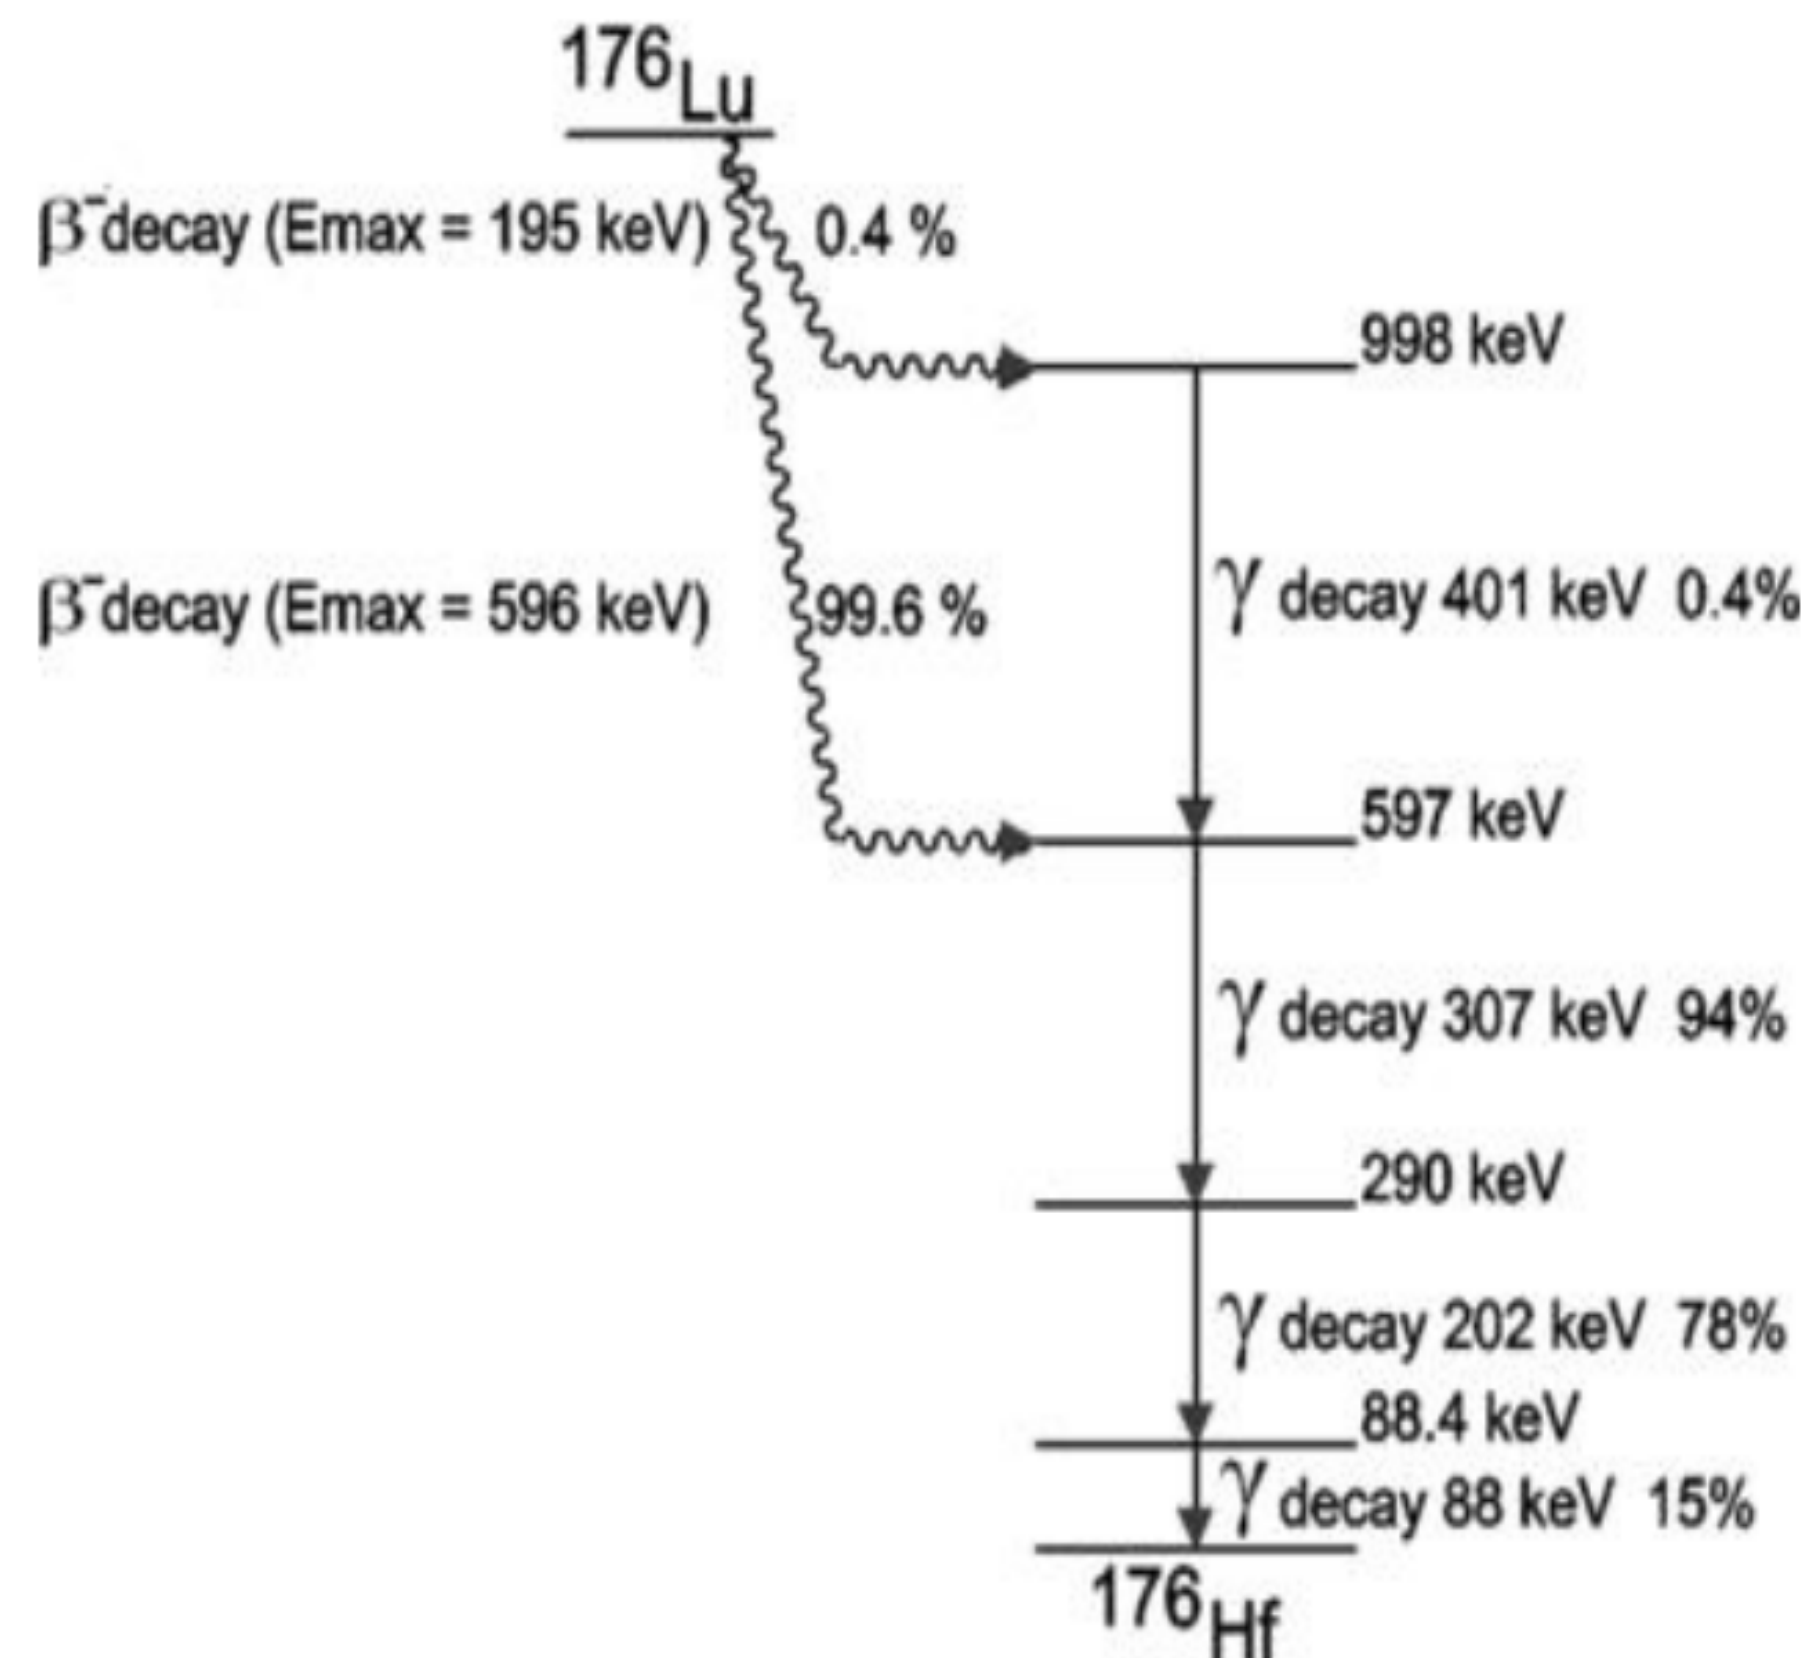 176Lu
β⁻decay (Emax = 195 keV) 0.4 %
998 keV
β⁻decay (Emax = 596 keV) 99.6 %
γ decay 401 keV 0.4%
597 keV
γ decay 307 keV 94%
290 keV
γ decay 202 keV 78%
88.4 keV
γ decay 88 keV 15%
176Hf